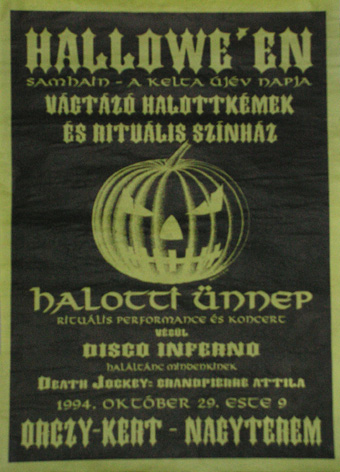 HALLOWE'EN
SAMHAIN - A KELTA ÚJÉV NAPJA
VÁGTÁZÓ HALOTTKÉMEK
ÉS RITUÁLIS SZÍNHÁZ
HALOTTI ÜNNEP
RITUÁLIS PERFORMANCE ÉS KONCERT
VÉGÜL
DISCO INFERNO
HALÁLTÁNC MINDENKINEK
DEATH JOCKEY: GRANDPIERRE ATTILA
1994. OKTÓBER 29. ESTE 9
ORCZY-KERT - NAGYTEREM